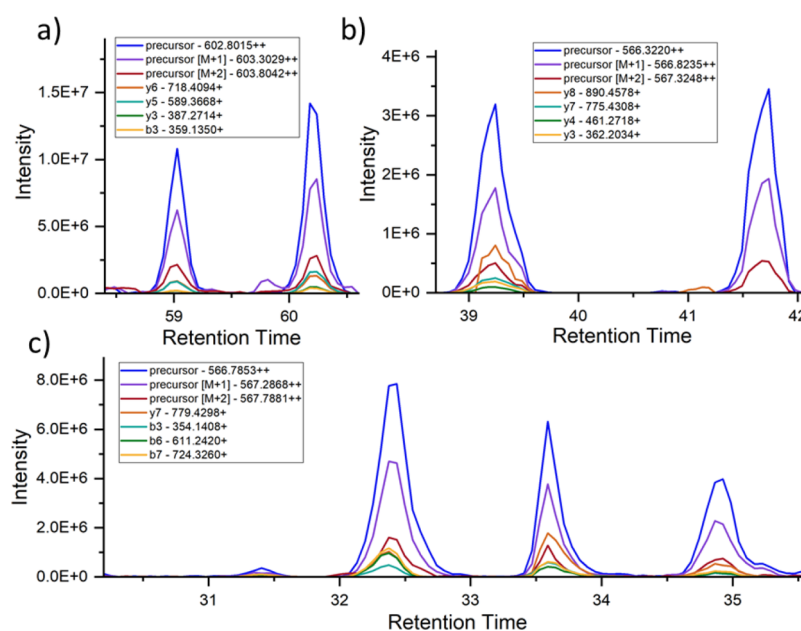 a)
precursor - 602.8015++
precursor [M+1] - 603.3029++
precursor [M+2] - 603.8042++
y6 - 718.4094+
y5 - 589.3668+
y3 - 387.2714+
b3 - 359.1350+
1.5E+7
1.0E+7
5.0E+6
0.0E+0
Intensity
59
60
Retention Time
b)
precursor - 566.3220++
precursor [M+1] - 566.8235++
precursor [M+2] - 567.3248++
y8 - 890.4578+
y7 - 775.4308+
y4 - 461.2718+
y3 - 362.2034+
4E+6
3E+6
2E+6
1E+6
0E+0
Intensity
39
40
41
42
Retention Time
c)
precursor - 566.7853++
precursor [M+1] - 567.2868++
precursor [M+2] - 567.7881++
y7 - 779.4298+
b3 - 354.1408+
b6 - 611.2420+
b7 - 724.3260+
8.0E+6
6.0E+6
4.0E+6
2.0E+6
0.0E+0
Intensity
31
32
33
34
35
Retention Time